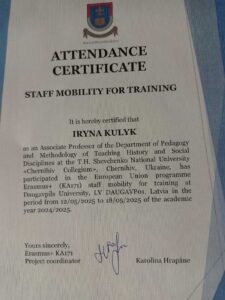 ATTENDANCE
CERTIFICATE
STAFF MOBILITY FOR TRAINING
It is hereby certified that
IRYNA KULYK
as an Associate Professor of the Department of Pedagogy
and Methodology of Teaching History and Social
Disciplines at the T.H. Shevchenko National University
«Chernihiv Collegium», Chernihiv, Ukraine, has
participated in the European Union programme
Erasmus+ (KA171) staff mobility for training at
Daugavpils University, LV DAUGAVP01, Latvia in the
period from 12/05/2025 to 18/05/2025 of the academic
year 2024/2025.
Yours sincerely,
Erasmus+ KA171
Project coordinator
Karolina Hrapāne